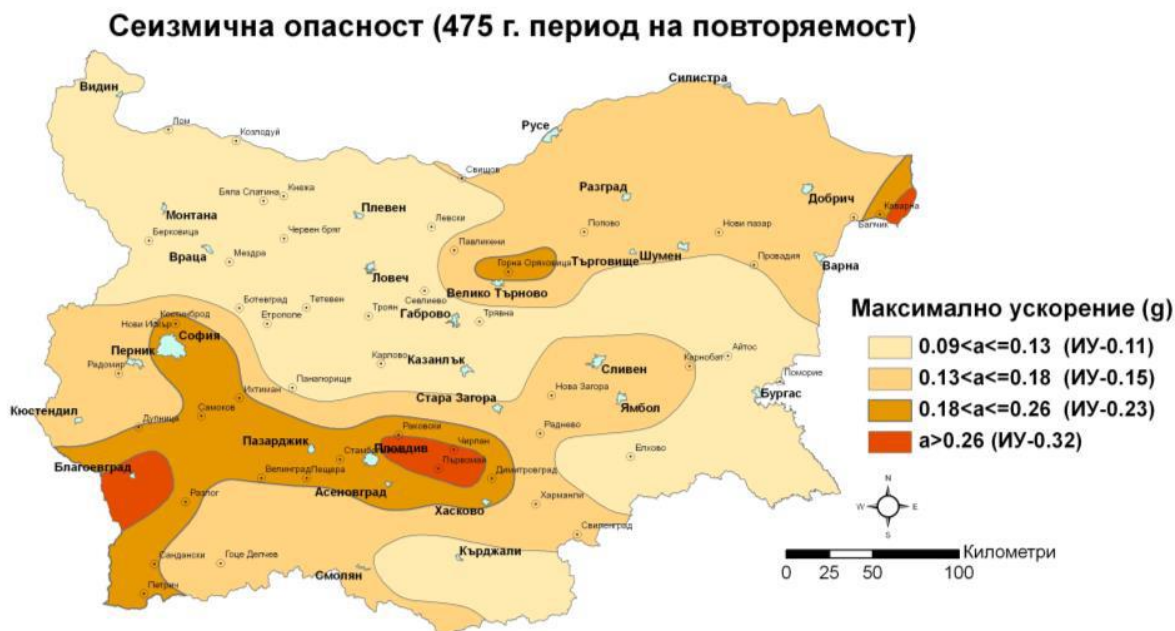 Сеизмична опасност (475 г. период на повторяемост)
Силистра
Видин
Русе
Лом
Козлодуй
Свищов
Разград
Добрич
Бяла Слатина
Кнежа
Каварна
Монтана
Плевен
Балчик
Левски
Попово
Нови пазар
Берковица
Червен бряг
Павликени
Враца
Мездра
Горна Оряховица
Търговище
Шумен
Провадия
Варна
Ловеч
Велико Търново
Севлиево
Ботевград
Тетевен
Троян
Габрово
Трявна
Етрополе
Костинброд
Нови Искър
София
Перник
Радомир
Карлово
Казанлък
Сливен
Карнобат
Айтос
Поморие
Панагюрище
Бургас
Ихтиман
Нова Загора
Ямбол
Кюстендил
Самоков
Стара Загора
Дупница
Раковски
Раднево
Пазарджик
Пловдив
Чирпан
Елхово
Благоевград
Първомай
Велинград
Пещера
Димитровград
Асеновград
Разлог
Хасково
Харманли
Свиленград
Сандански
Гоце Делчев
Кърджали
Смолян
Петрич
Максимално ускорение (g)
0.09<a<=0.13 (ИУ-0.11)
0.13<a<=0.18 (ИУ-0.15)
0.18<a<=0.26 (ИУ-0.23)
a>0.26 (ИУ-0.32)
N
W E
S
Километри
0 25 50 100